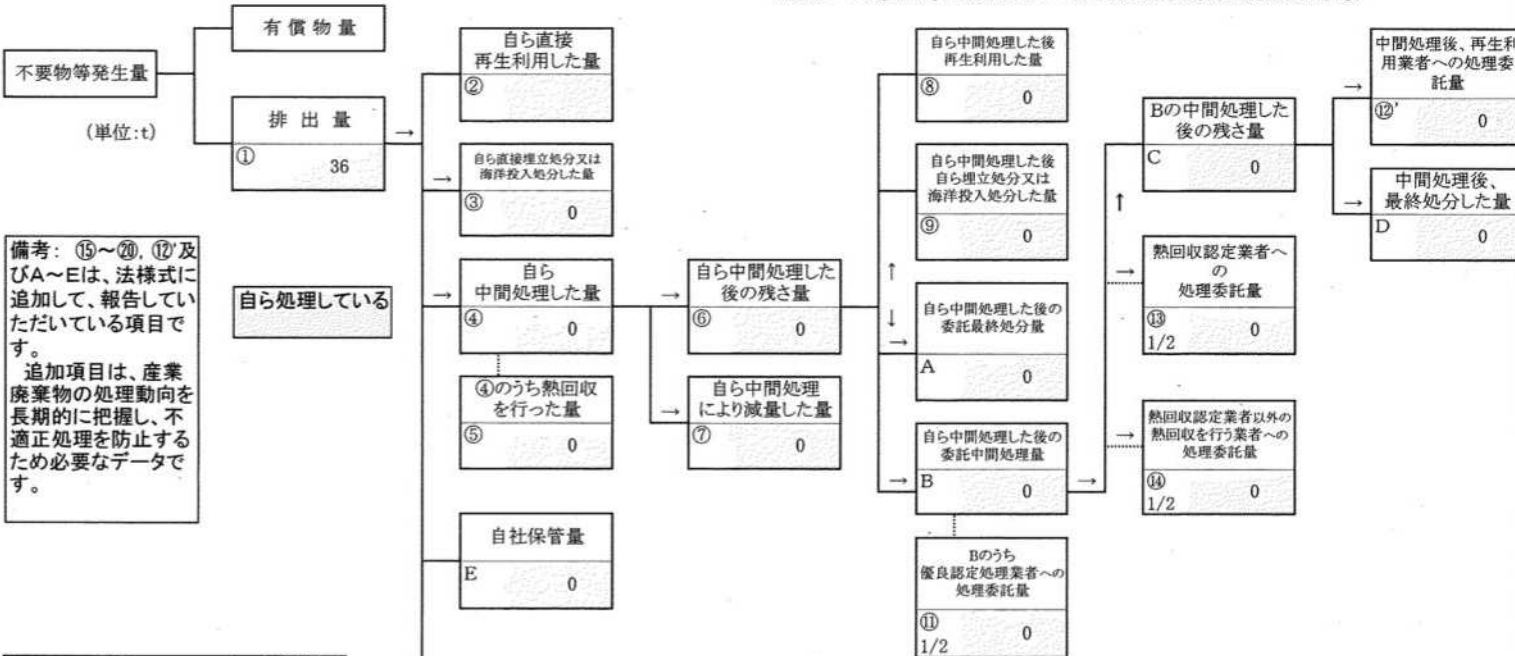 有償物量
不要物等発生量
(単位:t)
排出量
①
36
→
備考: ⑮～⑳, ⑫'及
びA～Eは、法様式に
追加して、報告してい
ただいている項目で
す。
追加項目は、産業
廃棄物の処理動向を
長期的に把握し、不
適正処理を防止する
ため必要なデータで
す。
自ら処理している
自ら直接
再生利用した量
②
→
自ら直接埋立処分又は
海洋投入処分した量
③
0
→
自ら
中間処理した量
④
0
④のうち熱回収
を行った量
⑤
0
自社保管量
E
0
→
自ら中間処理した
後の残さ量
⑥
0
→
自ら中間処理
により減量した量
⑦
0
自ら中間処理した後
再生利用した量
⑧
0
自ら中間処理した後
自ら埋立処分又は
海洋投入処分した量
⑨
0
↑
↓
→
自ら中間処理した後の
委託最終処分量
A
0
自ら中間処理した後の
委託中間処理量
→
B
0
→
Bのうち
優良認定処理業者への
処理委託量
⑪
1/2
0
Bの中間処理した
後の残さ量
C
0
↑
→
熱回収認定業者へ
の
処理委託量
⑬
1/2
0
→
熱回収認定業者以外の
熱回収を行う業者への
処理委託量
⑭
1/2
0
→
中間処理後、再生利
用業者への処理委
託量
⑫'
0
→
中間処理後、
最終処分した量
D
0